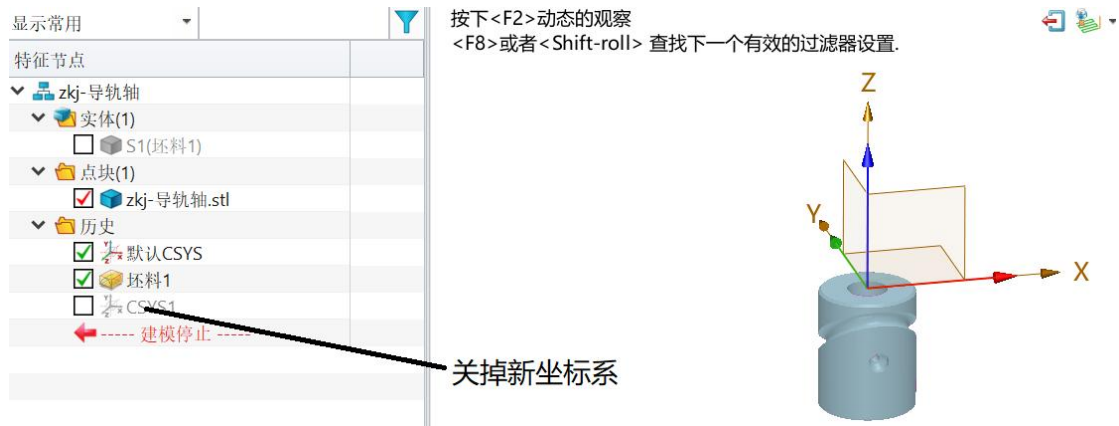 显示常用
特征节点
zkj-导轨轴
实体(1)
S1(坯料1)
点块(1)
zkj-导轨轴.stl
历史
默认CSYS
坯料1
CSYS1
----- 建模停止 -----
按下<F2>动态的观察
<F8>或者<Shift-roll> 查找下一个有效的过滤器设置.
Z
Y
X
关掉新坐标系